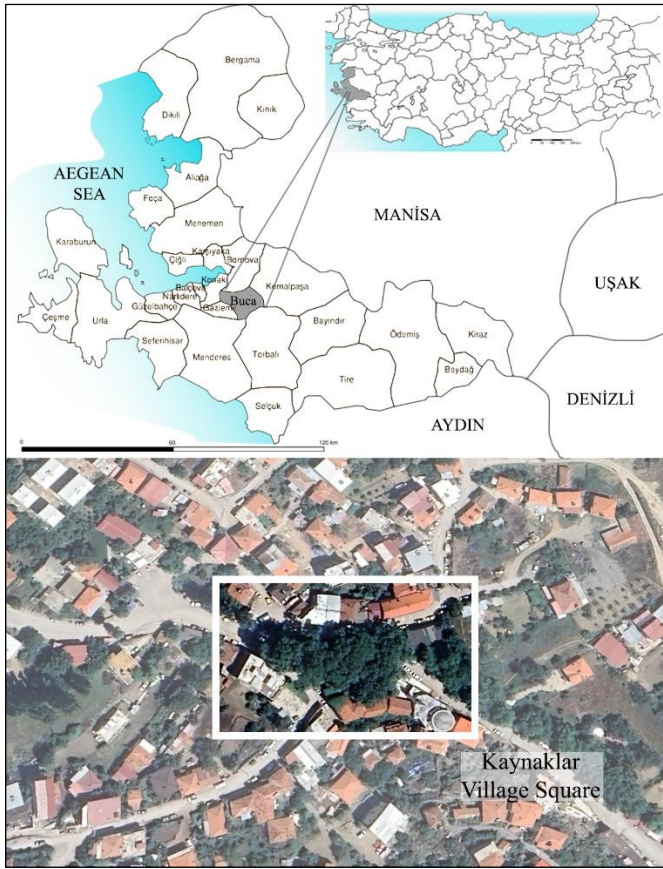 Bergama
Dikili
Kınık
AEGEAN
SEA
Aliağa
Foça
MANİSA
Menemen
Karaburun
Karşıyaka
UŞAK
Çiğli
Bornova
Konak
Kemalpaşa
Balçova
Narlıdere
Buca
Çeşme
Urla
Güzelbahçe
Gaziemir
Bayındır
Ödemiş
Kiraz
Seferihisar
Menderes
Torbalı
Beydağ
Tire
DENİZLİ
Selçuk
AYDIN
0
60
120 km
Kaynaklar
Village Square